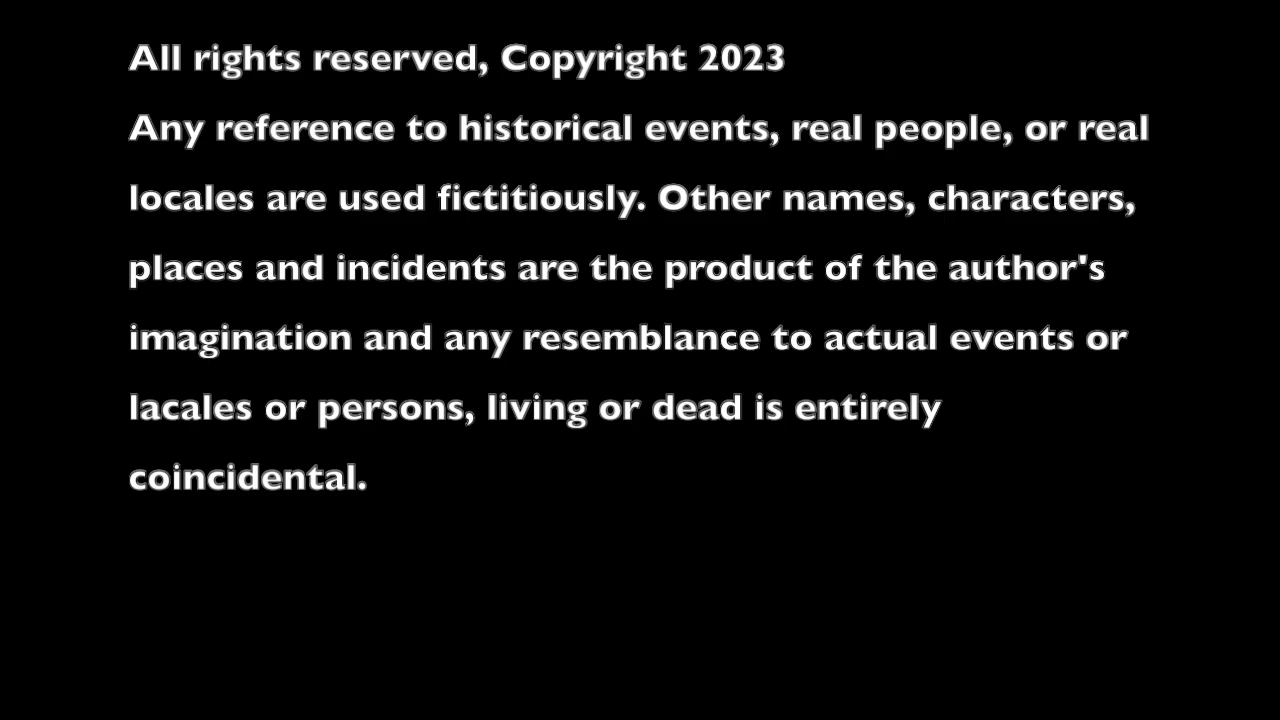 All rights reserved, Copyright 2023
Any reference to historical events, real people, or real
locales are used fictitiously. Other names, characters,
places and incidents are the product of the author's
imagination and any resemblance to actual events or
lacales or persons, living or dead is entirely
coincidental.